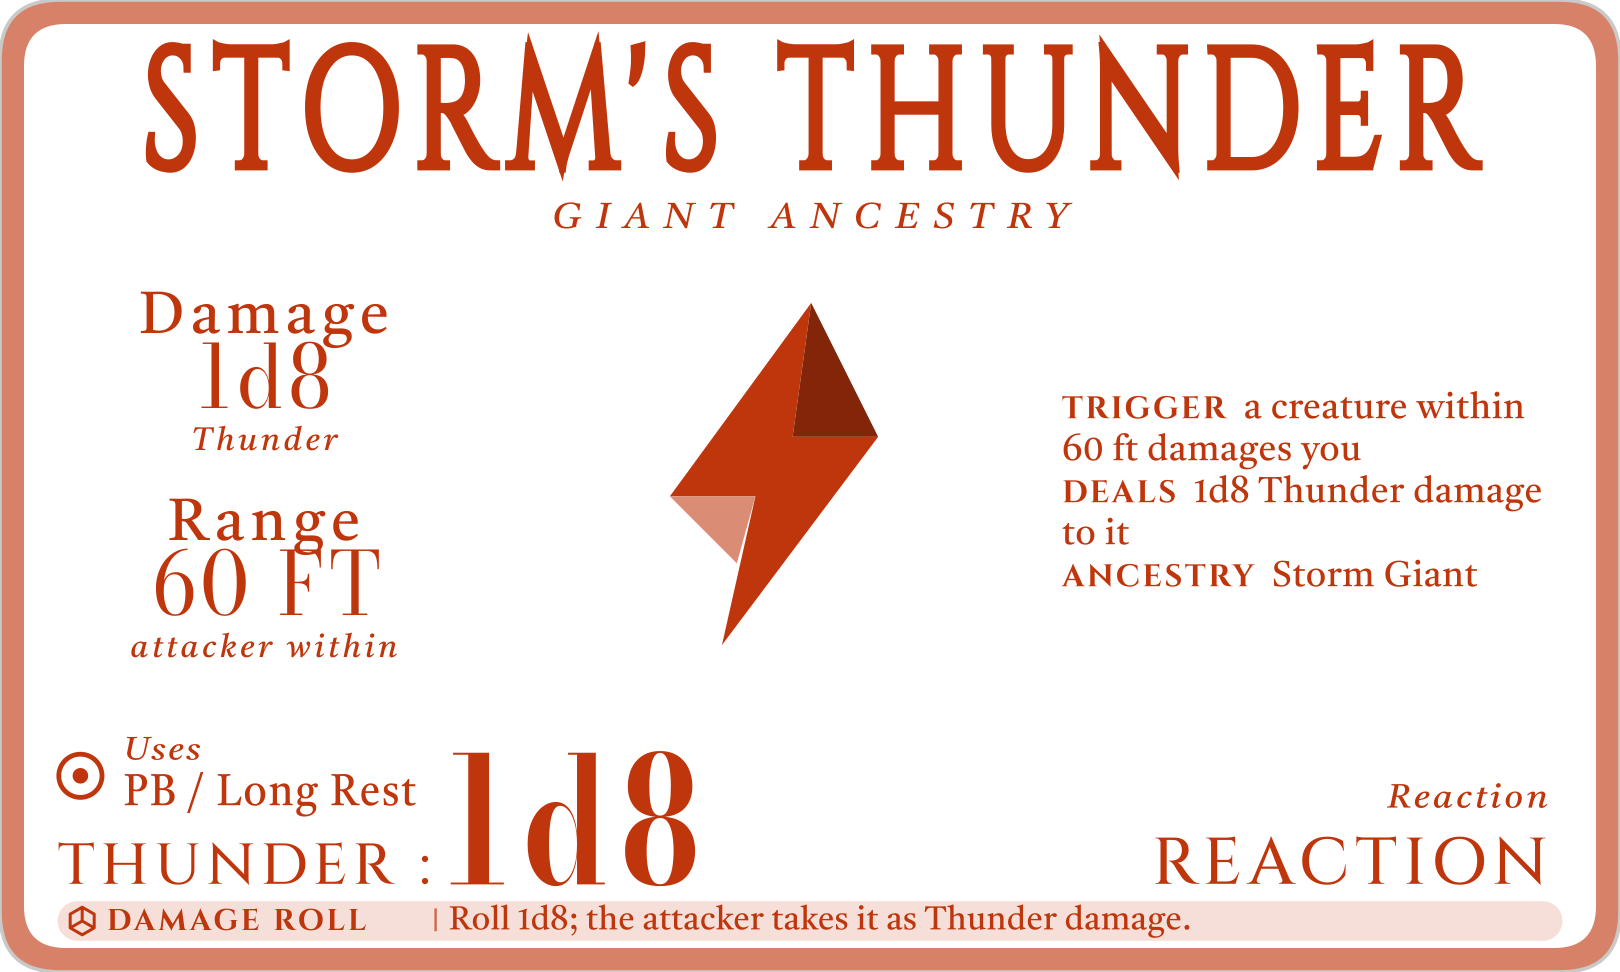 STORM'S THUNDER
GIANT ANCESTRY
Damage
1d8
Thunder
Range
60 FT
attacker within
TRIGGER a creature within
60 ft damages you
DEALS 1d8 Thunder damage
to it
ANCESTRY Storm Giant
Uses
PB / Long Rest
THUNDER : 1d8
Reaction
REACTION
DAMAGE ROLL | Roll 1d8; the attacker takes it as Thunder damage.